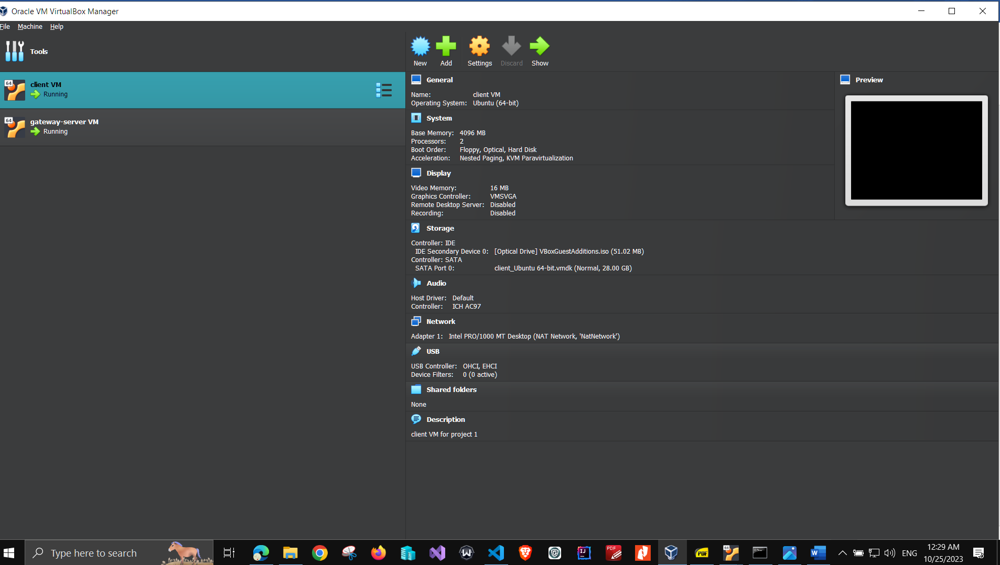 Oracle VM VirtualBox Manager
File Machine Help
Tools
New Add Settings Discard Show
64
client VM
Running
64
gateway-server VM
Running
General
Name: client VM
Operating System: Ubuntu (64-bit)
System
Base Memory: 4096 MB
Processors: 2
Boot Order: Floppy, Optical, Hard Disk
Acceleration: Nested Paging, KVM Paravirtualization
Display
Video Memory: 16 MB
Graphics Controller: VMSVGA
Remote Desktop Server: Disabled
Recording: Disabled
Storage
Controller: IDE
IDE Secondary Device 0: [Optical Drive] VBoxGuestAdditions.iso (51.02 MB)
Controller: SATA
SATA Port 0: client_Ubuntu 64-bit.vmdk (Normal, 28.00 GB)
Audio
Host Driver: Default
Controller: ICH AC97
Network
Adapter 1: Intel PRO/1000 MT Desktop (NAT Network, 'NatNetwork')
USB
USB Controller: OHCI, EHCI
Device Filters: 0 (0 active)
Shared folders
None
Description
client VM for project 1
Preview
Type here to search
IJ
PDF
PDF
64
W
ENG
12:29 AM
10/25/2023